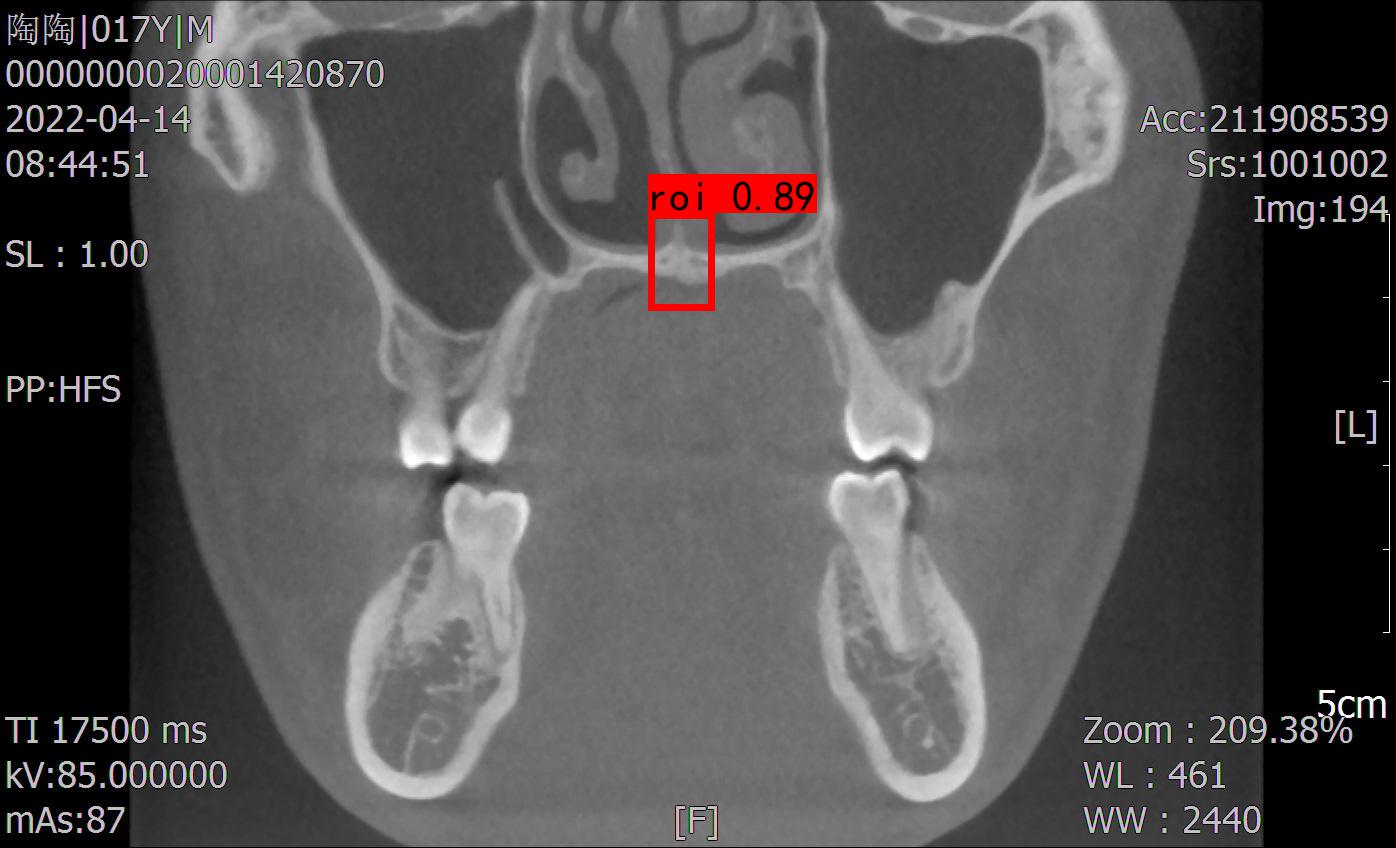 陶陶|017Y|M
0000000020001420870
2022-04-14
08:44:51
SL : 1.00
PP:HFS
Acc:211908539
Srs:1001002
Img:194
roi 0.89
[L]
5cm
TI 17500 ms
kV:85.000000
mAs:87
[F]
Zoom : 209.38%
WL : 461
WW : 2440